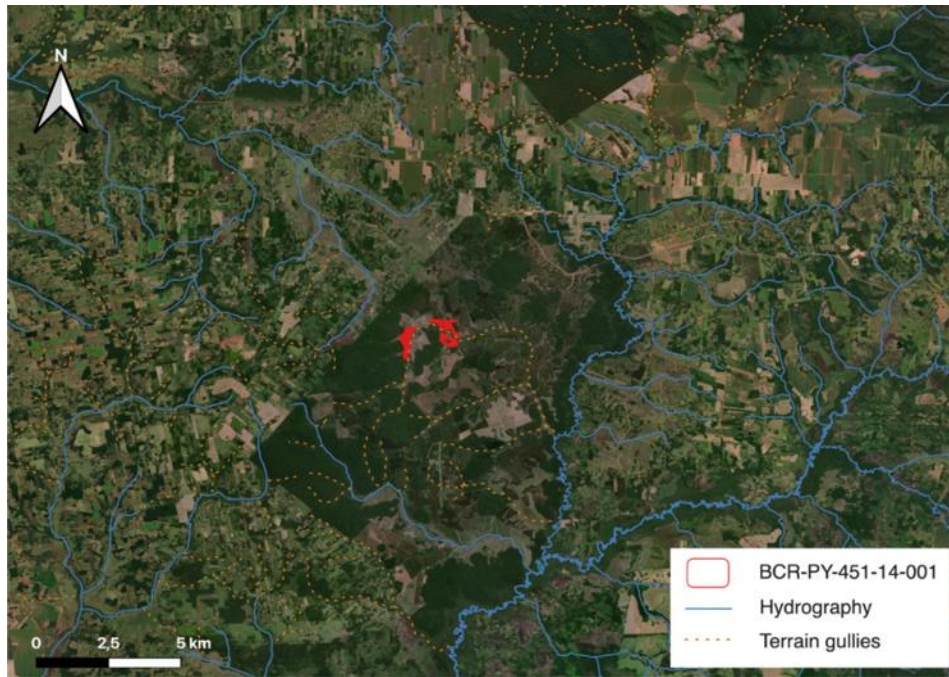 N
BCR-PY-451-14-001
Hydrography
Terrain gullies
0 2,5 5 km